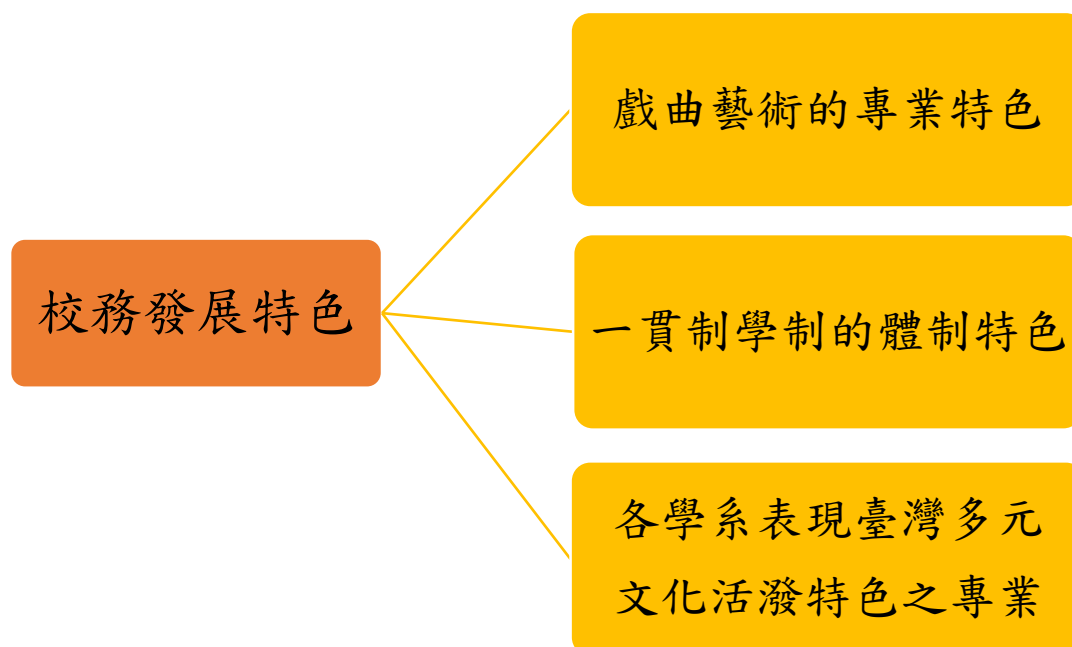 校務發展特色
戲曲藝術的專業特色
一貫制學制的體制特色
各學系表現臺灣多元
文化活潑特色之專業